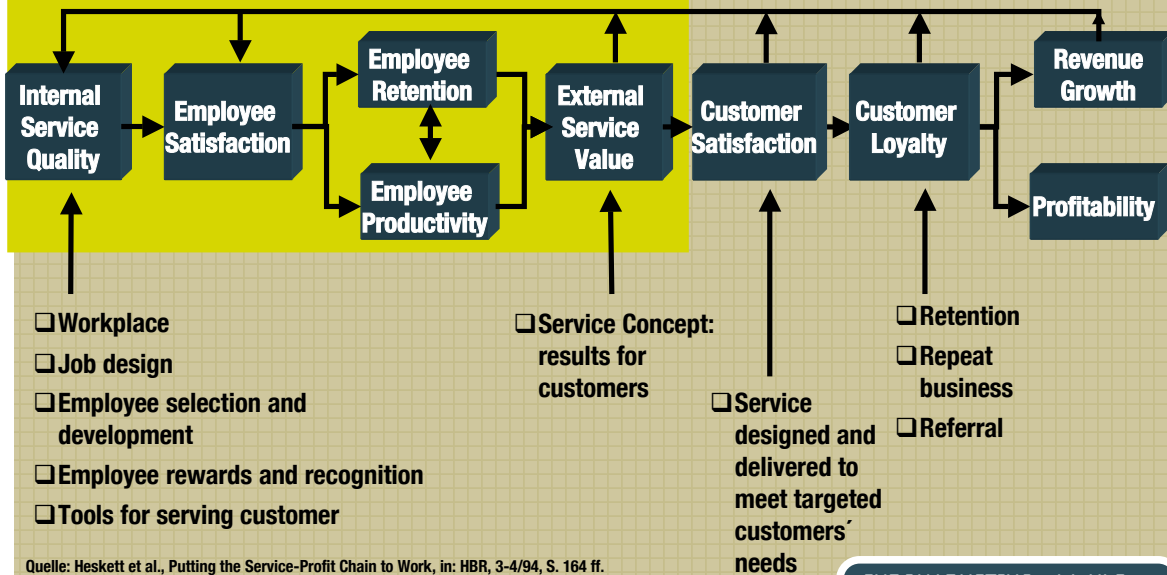 Internal
Service
Quality
Employee
Satisfaction
Employee
Retention
Employee
Productivity
External
Service
Value
Customer
Satisfaction
Customer
Loyalty
Revenue
Growth
Profitability
❑Workplace
❑Job design
❑Employee selection and
development
❑Employee rewards and recognition
❑Tools for serving customer
❑Service Concept:
results for
customers
❑Service
designed and
delivered to
meet targeted
customers´
needs
❑Retention
❑Repeat
business
❑Referral
Quelle: Heskett et al., Putting the Service-Profit Chain to Work, in: HBR, 3-4/94, S. 164 ff.